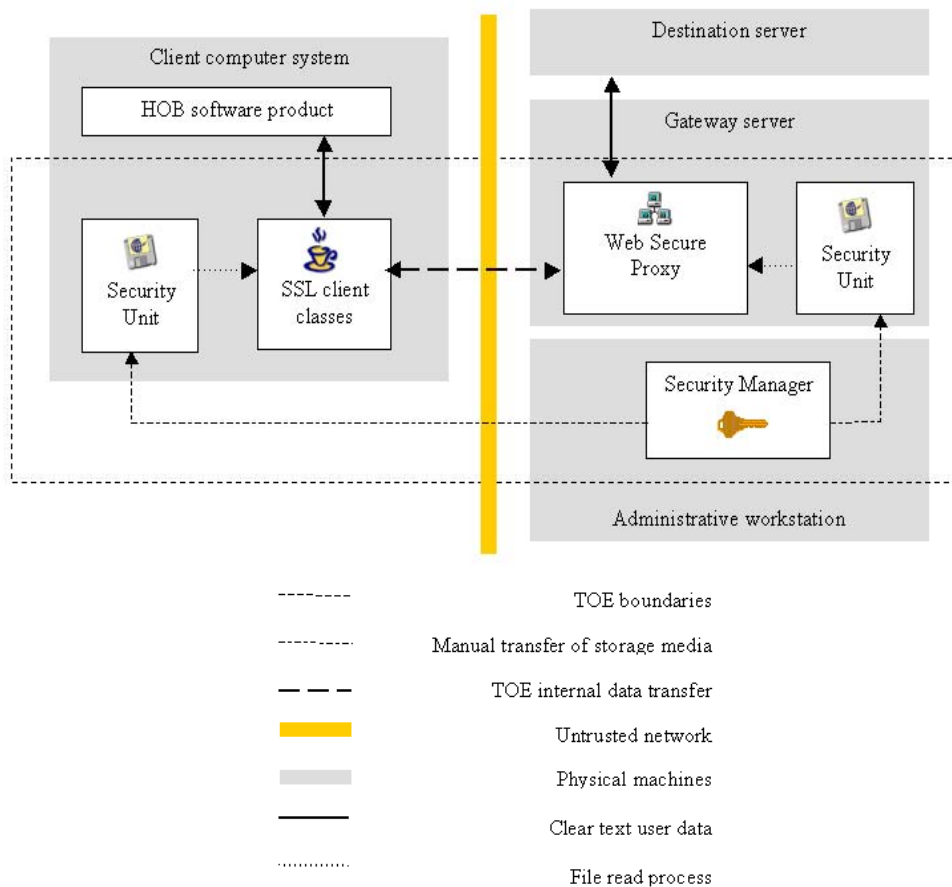 Client computer system
HOB software product
Security
Unit
SSL client
classes
Destination server
Gateway server
Web Secure
Proxy
Security
Unit
Security Manager
Administrative workstation
TOE boundaries
Manual transfer of storage media
TOE internal data transfer
Untrusted network
Physical machines
Clear text user data
File read process